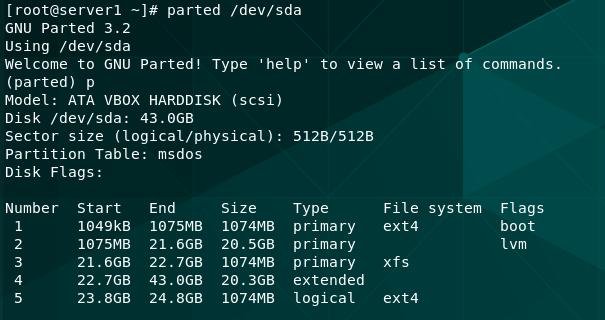 [root@server1 ~]# parted /dev/sda
GNU Parted 3.2
Using /dev/sda
Welcome to GNU Parted! Type 'help' to view a list of commands.
(parted) p
Model: ATA VBOX HARDDISK (scsi)
Disk /dev/sda: 43.0GB
Sector size (logical/physical): 512B/512B
Partition Table: msdos
Disk Flags:
Number  Start   End     Size    Type      File system  Flags
 1      1049kB  1075MB  1074MB  primary   ext4         boot
 2      1075MB  21.6GB  20.5GB  primary                lvm
 3      21.6GB  22.7GB  1074MB  primary   xfs
 4      22.7GB  43.0GB  20.3GB  extended
 5      23.8GB  24.8GB  1074MB  logical   ext4